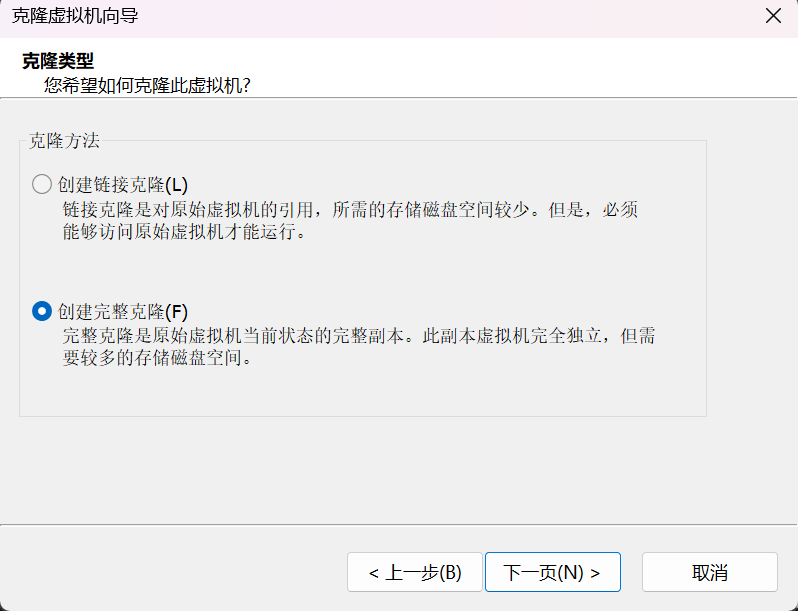 克隆虚拟机向导
克隆类型
您希望如何克隆此虚拟机?
克隆方法
创建链接克隆(L)
链接克隆是对原始虚拟机的引用，所需的存储磁盘空间较少。但是，必须
能够访问原始虚拟机才能运行。
创建完整克隆(F)
完整克隆是原始虚拟机当前状态的完整副本。此副本虚拟机完全独立，但需
要较多的存储磁盘空间。
< 上一步(B)
下一页(N) >
取消